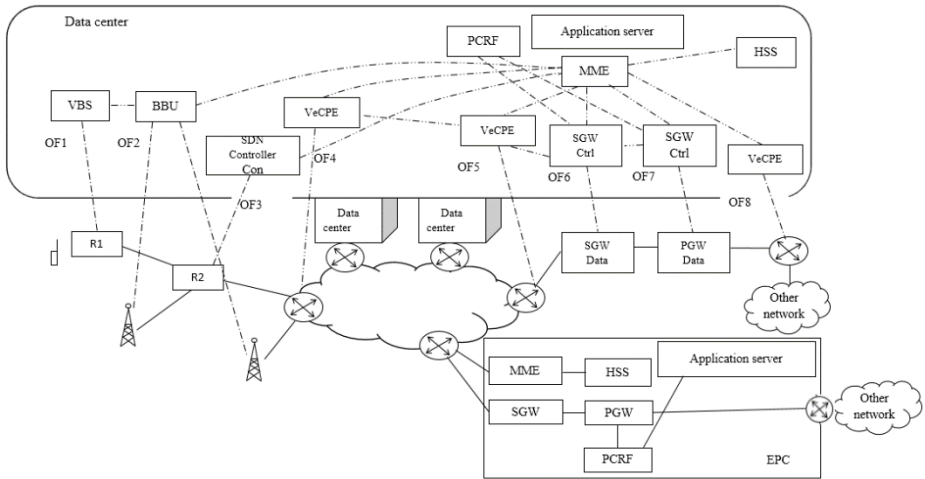 Data center
PCRF
Application server
HSS
MME
VBS
BBU
VeCPE
VeCPE
SGW
Ctrl
SGW
Ctrl
VeCPE
SDN
Controller
Con
OF1
OF2
OF4
OF5
OF6
OF7
OF3
OF8
Data
center
Data
center
R1
R2
SGW
Data
PGW
Data
Other
network
MME
HSS
Application server
SGW
PGW
PCRF
EPC
Other
network